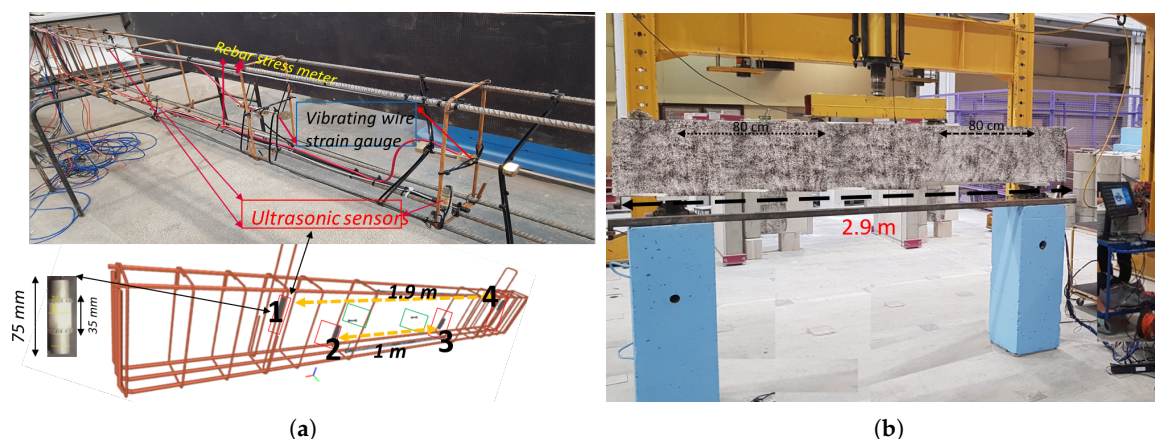 Rebar stress meter
Vibrating wire
strain gauge
Ultrasonic sensors
75 mm
35 mm
1
1.9 m
4
2
1 m
3
(a)
80 cm
80 cm
2.9 m
(b)